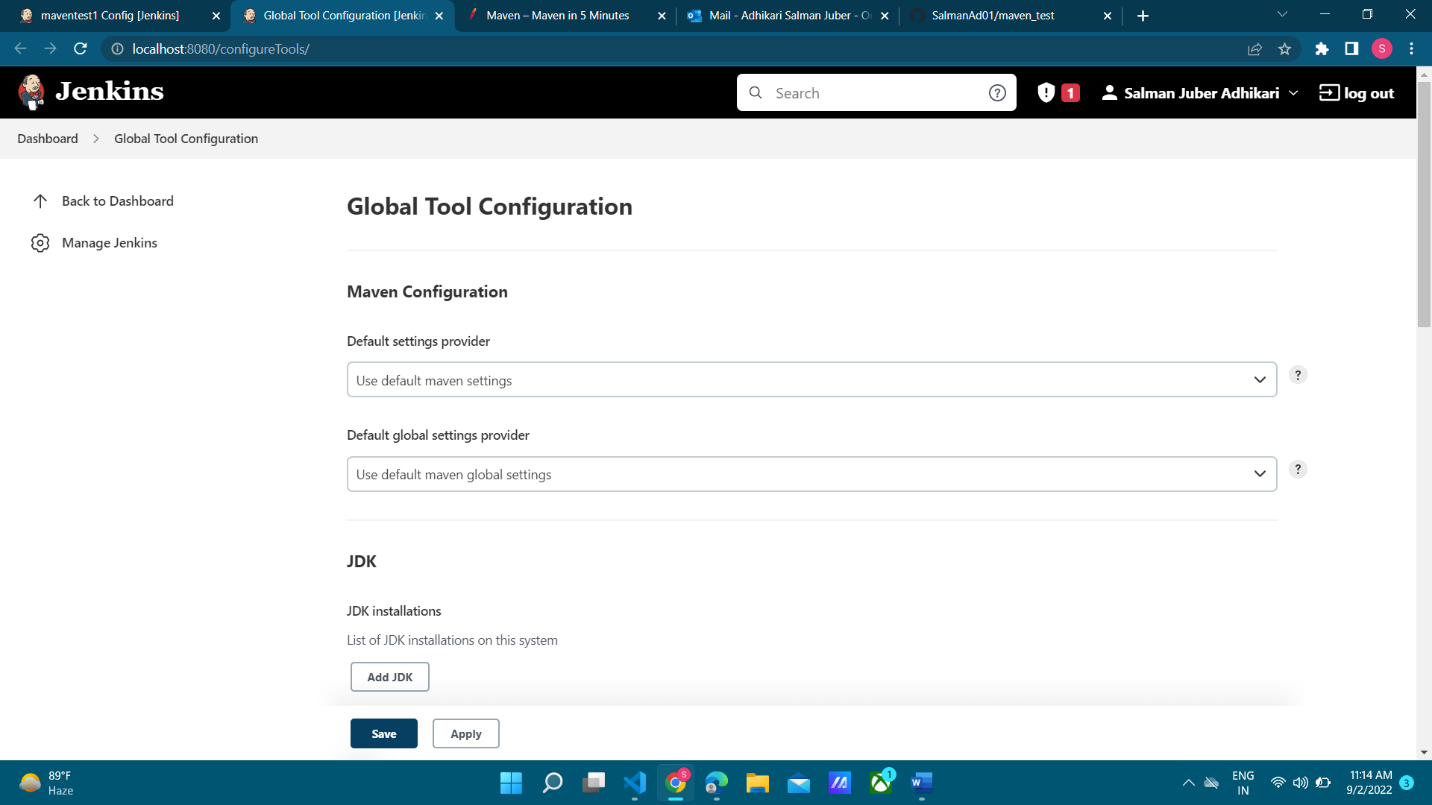 maventest1 Config [Jenkins]
Global Tool Configuration [Jenkin
Maven – Maven in 5 Minutes
Mail - Adhikari Salman Juber - O
SalmanAd01/maven_test
localhost:8080/configureTools/
S
Jenkins
Search
?
1
Salman Juber Adhikari
log out
Dashboard
Global Tool Configuration
Back to Dashboard
Manage Jenkins
Global Tool Configuration
Maven Configuration
Default settings provider
Use default maven settings
?
Default global settings provider
Use default maven global settings
?
JDK
JDK installations
List of JDK installations on this system
Add JDK
Save
Apply
89°F
Haze
S
1
ENG
IN
11:14 AM
9/2/2022
3